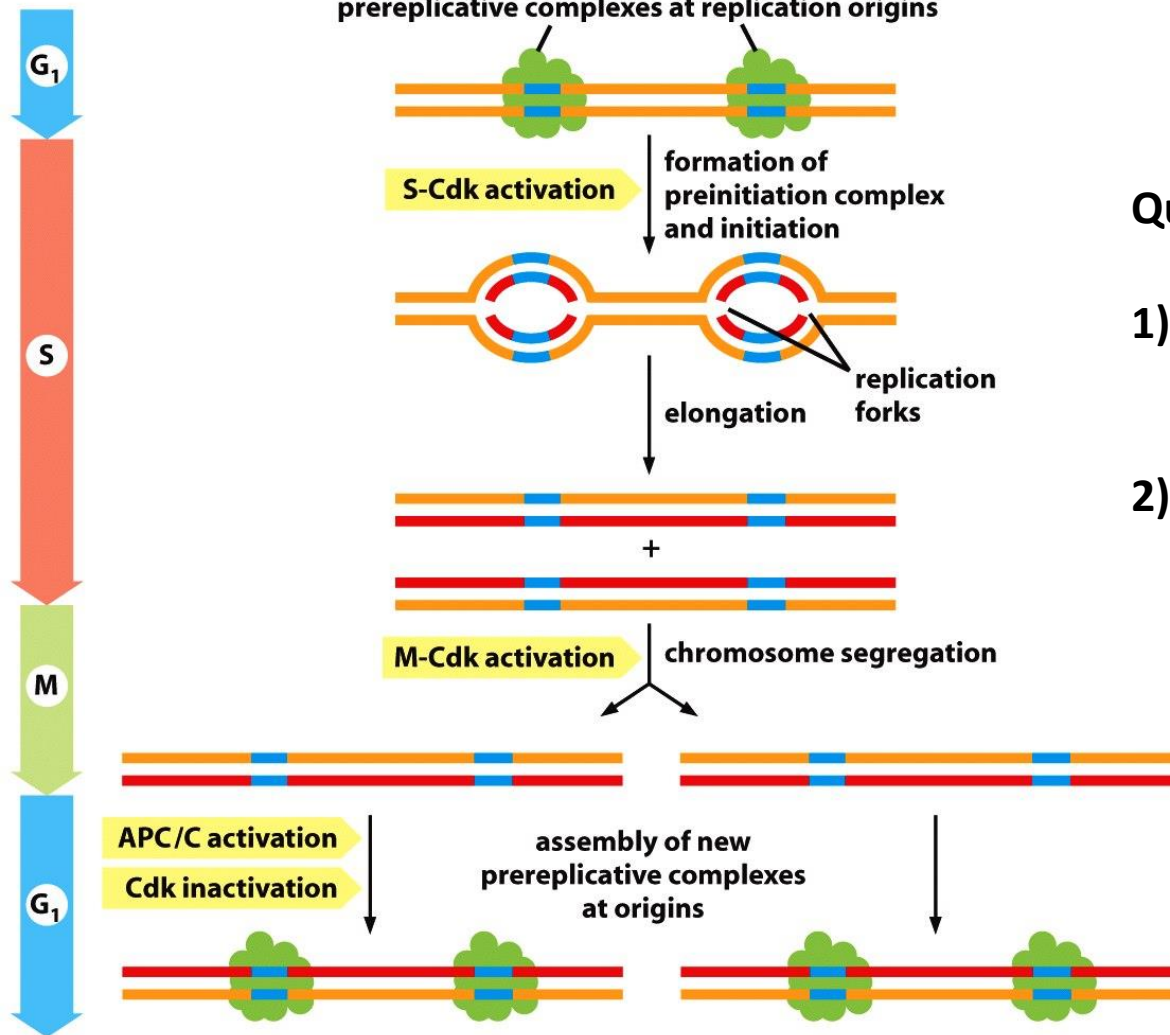 prereplicative complexes at replication origins
G1
S-Cdk activation
formation of
preinitiation complex
and initiation
Qu
1)
S
replication
forks
elongation
2)
+
M-Cdk activation
chromosome segregation
M
APC/C activation
Cdk inactivation
assembly of new
prereplicative complexes
at origins
G1